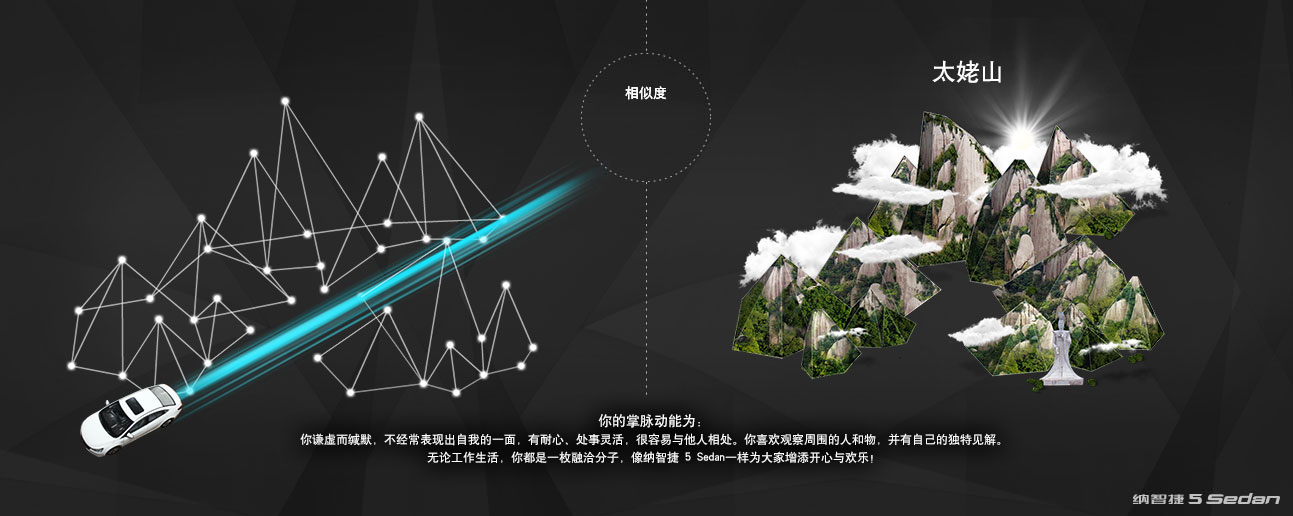 相似度
太姥山
你的掌脉动能为：
你谦虚而缄默，不经常表现出自我的一面，有耐心、处事灵活，很容易与他人相处。你喜欢观察周围的人和物，并有自己的独特见解。
无论工作生活，你都是一枚融洽分子，像纳智捷 5 Sedan一样为大家增添开心与欢乐！
纳智捷 5 Sedan